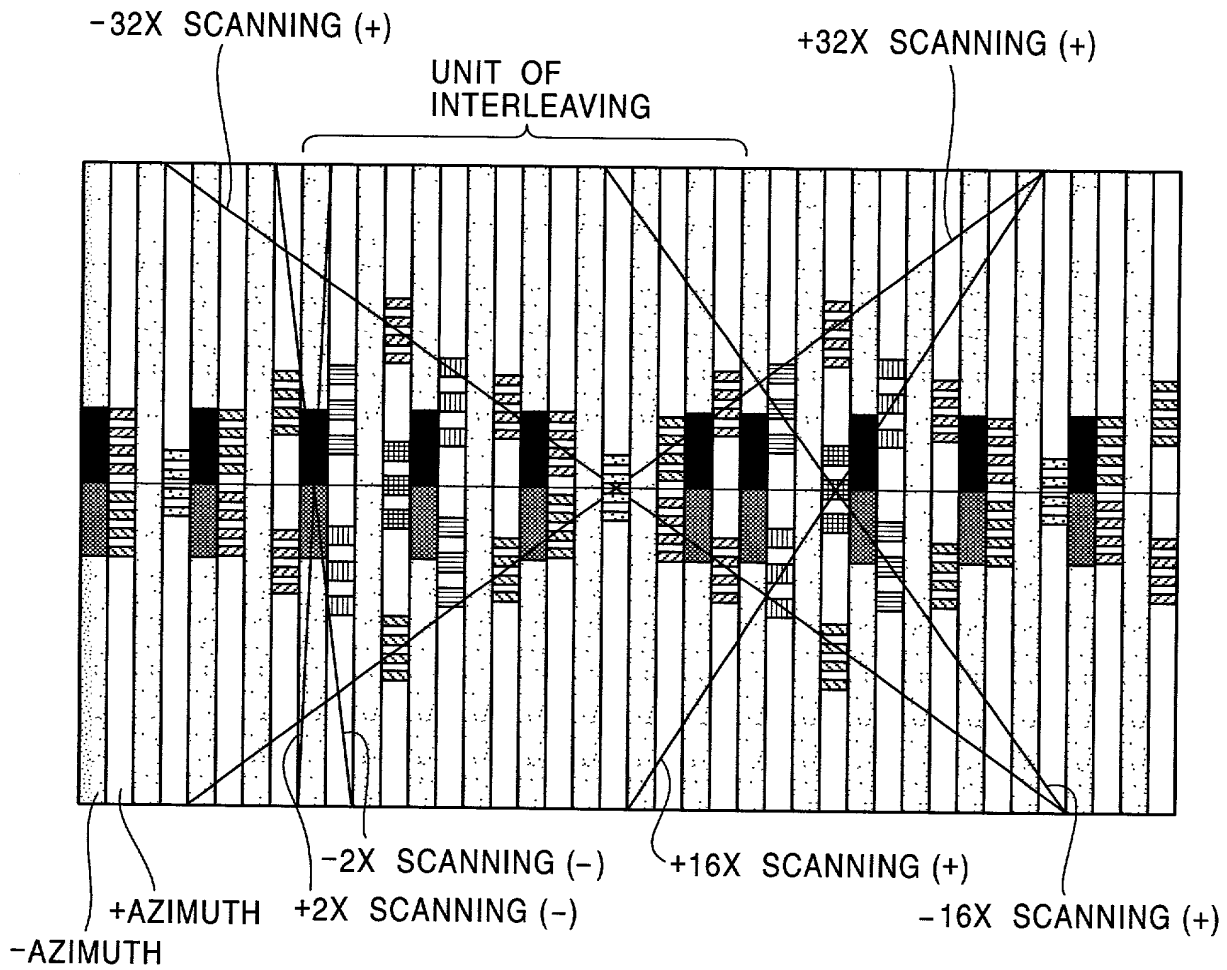 −32X SCANNING (+)
+32X SCANNING (+)
UNIT OF
INTERLEAVING
−2X SCANNING (−)
+16X SCANNING (+)
+AZIMUTH
+2X SCANNING (−)
−16X SCANNING (+)
−AZIMUTH